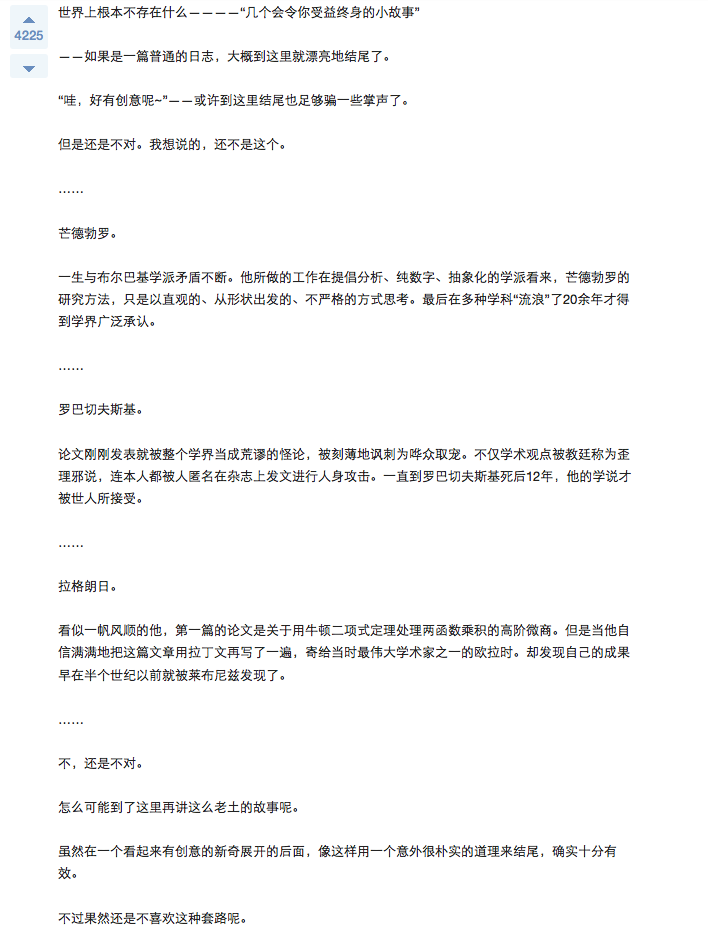 世界上根本不存在什么————“几个会令你受益终身的小故事”
4225
——如果是一篇普通的日志，大概到这里就漂亮地结尾了。
“哇，好有创意呢~”——或许到这里结尾也足够骗一些掌声了。
但是还是不对。我想说的，还不是这个。
……
芒德勃罗。
一生与布尔巴基学派矛盾不断。他所做的工作在提倡分析、纯数字、抽象化的学派看来，芒德勃罗的
研究方法，只是以直观的、从形状出发的、不严格的方式思考。最后在多种学科“流浪”了20余年才得
到学界广泛承认。
……
罗巴切夫斯基。
论文刚刚发表就被整个学界当成荒谬的怪论，被刻薄地讽刺为哗众取宠。不仅学术观点被教廷称为歪
理邪说，连本人都被人匿名在杂志上发文进行人身攻击。一直到罗巴切夫斯基死后12年，他的学说才
被世人所接受。
……
拉格朗日。
看似一帆风顺的他，第一篇的论文是关于用牛顿二项式定理处理两函数乘积的高阶微商。但是当他自
信满满地把这篇文章用拉丁文再写了一遍，寄给当时最伟大学术家之一的欧拉时。却发现自己的成果
早在半个世纪以前就被莱布尼兹发现了。
……
不，还是不对。
怎么可能到了这里再讲这么老土的故事呢。
虽然在一个看起来有创意的新奇展开的后面，像这样用一个意外很朴实的道理来结尾，确实十分有
效。
不过果然还是不喜欢这种套路呢。